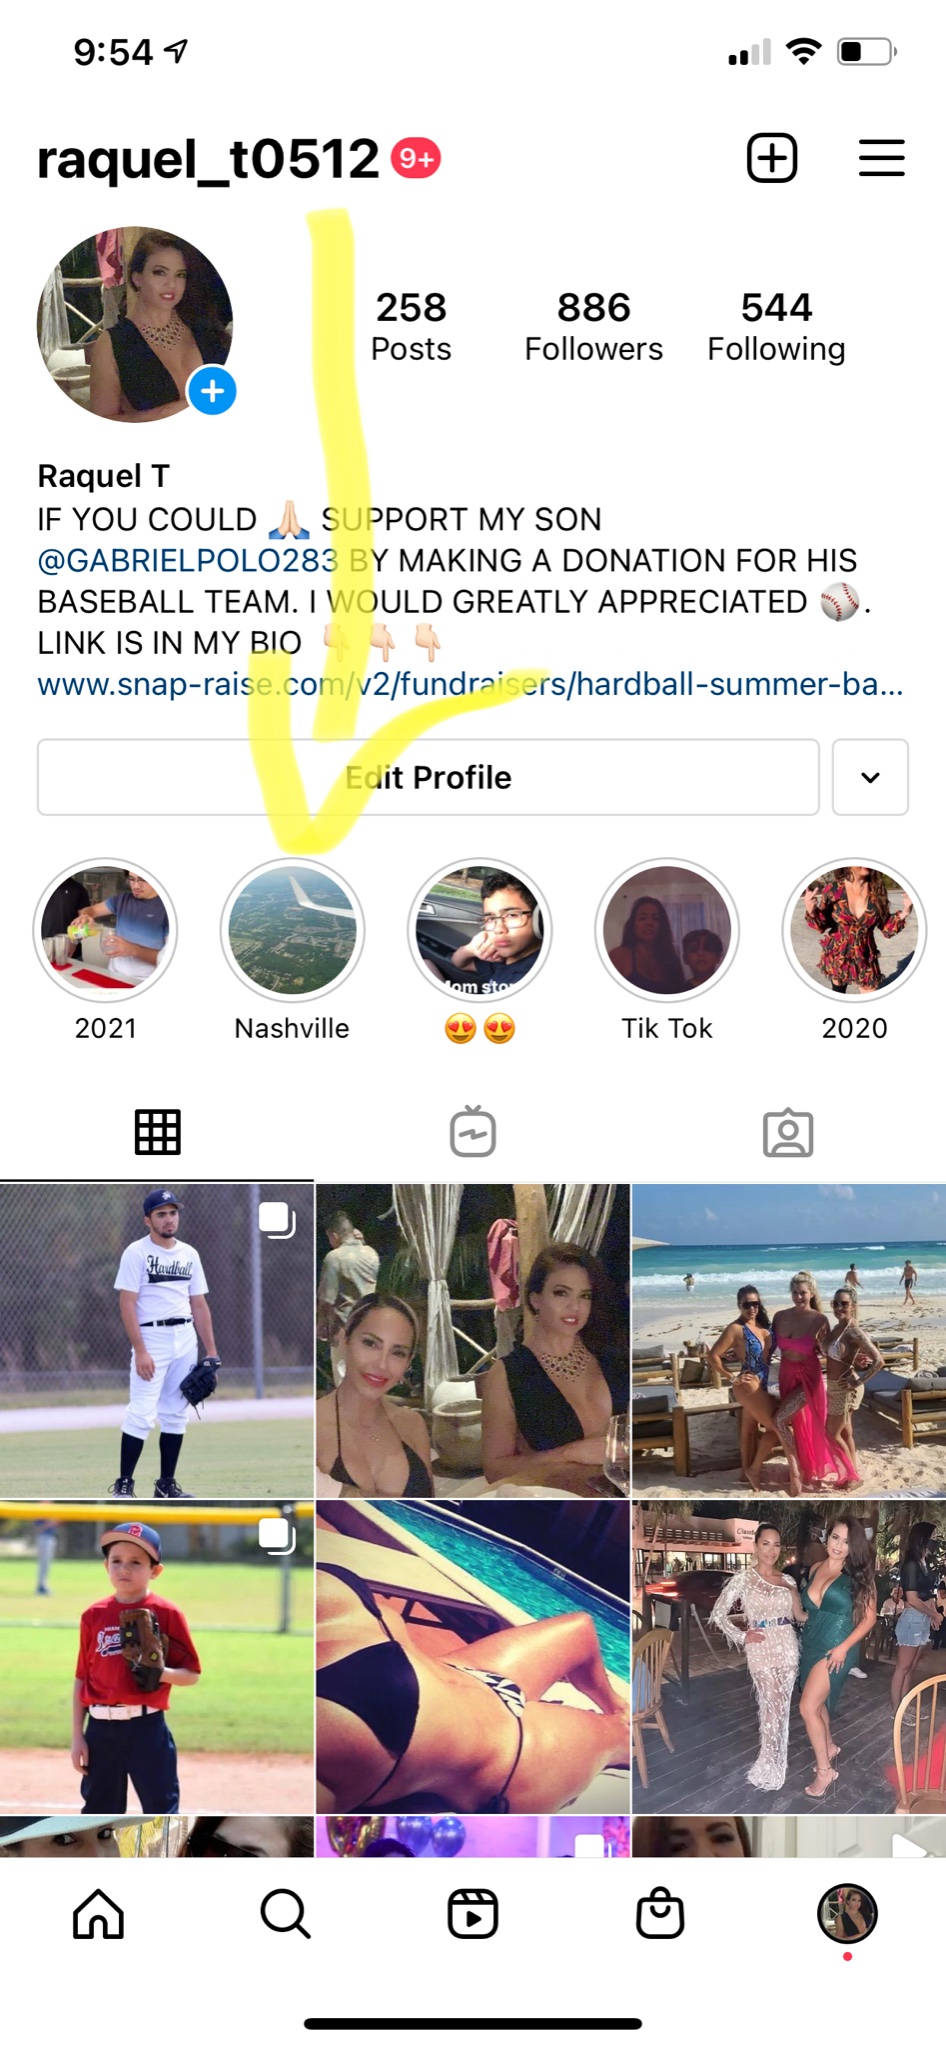 9:54
raquel_t0512 9+
258 886 544
Posts Followers Following
Raquel T
IF YOU COULD 🙏🏻 SUPPORT MY SON
@GABRIELPOLO283 BY MAKING A DONATION FOR HIS
BASEBALL TEAM. I WOULD GREATLY APPRECIATED ⚾.
LINK IS IN MY BIO 👇🏻👇🏻👇🏻
www.snap-raise.com/v2/fundraisers/hardball-summer-ba...
Edit Profile
om stor
2021 Nashville 😍😍 Tik Tok 2020
Hardball